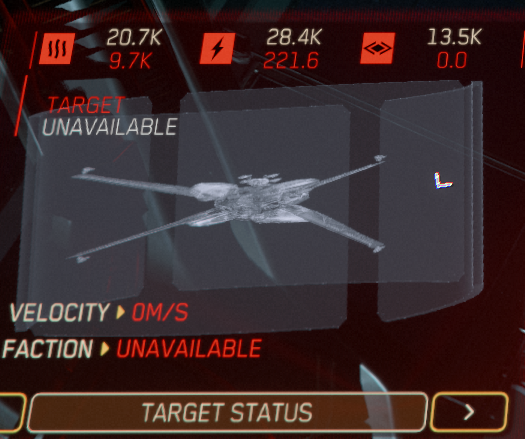 20.7K 28.4K 13.5K
9.7K 221.6 0.0
TARGET
UNAVAILABLE
VELOCITY 0M/S
FACTION UNAVAILABLE
TARGET STATUS